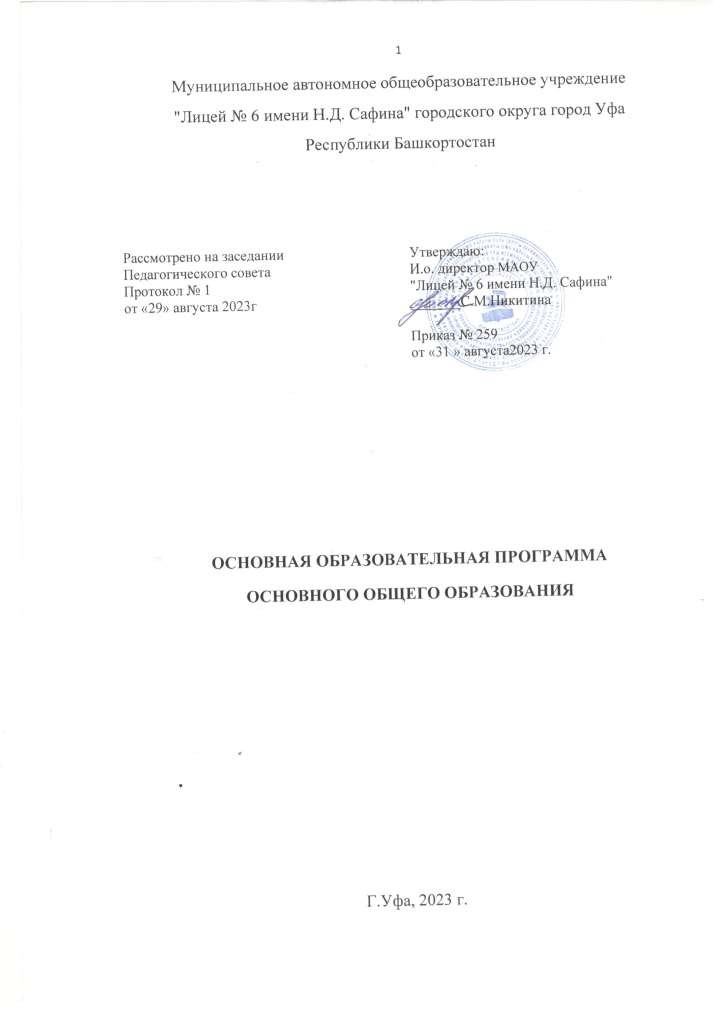 1
Муниципальное автономное общеобразовательное учреждение
"Лицей № 6 имени Н.Д. Сафина" городского округа город Уфа
Республики Башкортостан
Рассмотрено на заседании
Педагогического совета
Протокол № 1
от «29» августа 2023г
Утверждаю:
И.о. директор МАОУ
"Лицей № 6 имени Н.Д. Сафина"
С.М.Никитина
Приказ № 259
от «31 » августа2023 г.
ОСНОВНАЯ ОБРАЗОВАТЕЛЬНАЯ ПРОГРАММА
ОСНОВНОГО ОБЩЕГО ОБРАЗОВАНИЯ
Г.Уфа, 2023 г.